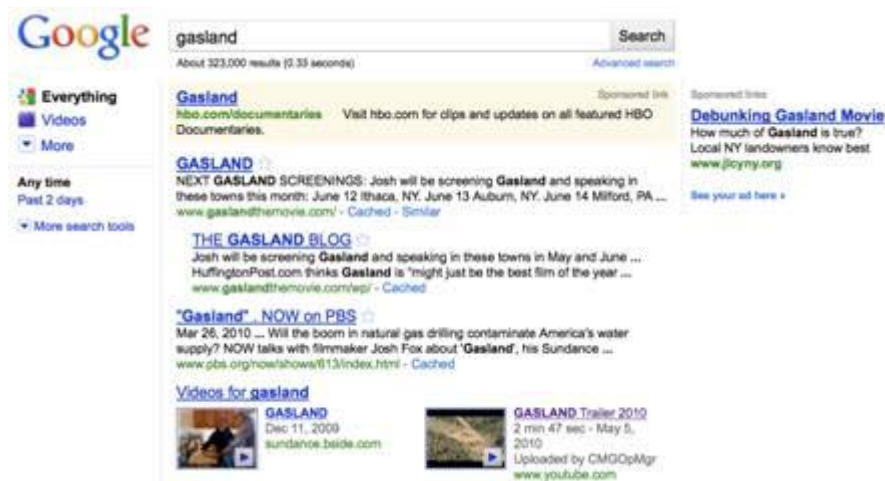 Google
gasland
Search
About 323,000 results (0.33 seconds)
Advanced search
Everything
Videos
More
Any time
Past 2 days
More search tools
Gasland
Sponsored link
hbo.com/documentaries Visit hbo.com for clips and updates on all featured HBO
Documentaries.
GASLAND
NEXT GASLAND SCREENINGS: Josh will be screening Gasland and speaking in
these towns this month: June 12 Ithaca, NY. June 13 Auburn, NY. June 14 Milford, PA ...
www.gaslandthemovie.com/ - Cached - Similar
THE GASLAND BLOG
Josh will be screening Gasland and speaking in these towns in May and June ...
HuffingtonPost.com thinks Gasland is "might just be the best film of the year ...
www.gaslandthemovie.com/wp/ - Cached
"Gasland" . NOW on PBS
Mar 26, 2010 ... Will the boom in natural gas drilling contaminate America's water
supply? NOW talks with filmmaker Josh Fox about 'Gasland', his Sundance ...
www.pbs.org/now/shows/613/index.html - Cached
Videos for gasland
GASLAND
Dec 11, 2009
sundance.bside.com
GASLAND Trailer 2010
2 min 47 sec - May 5,
2010
Uploaded by CMGOpMgr
www.youtube.com
Sponsored links
Debunking Gasland Movie
How much of Gasland is true?
Local NY landowners know best
www.jlcyny.org
See your ad here »